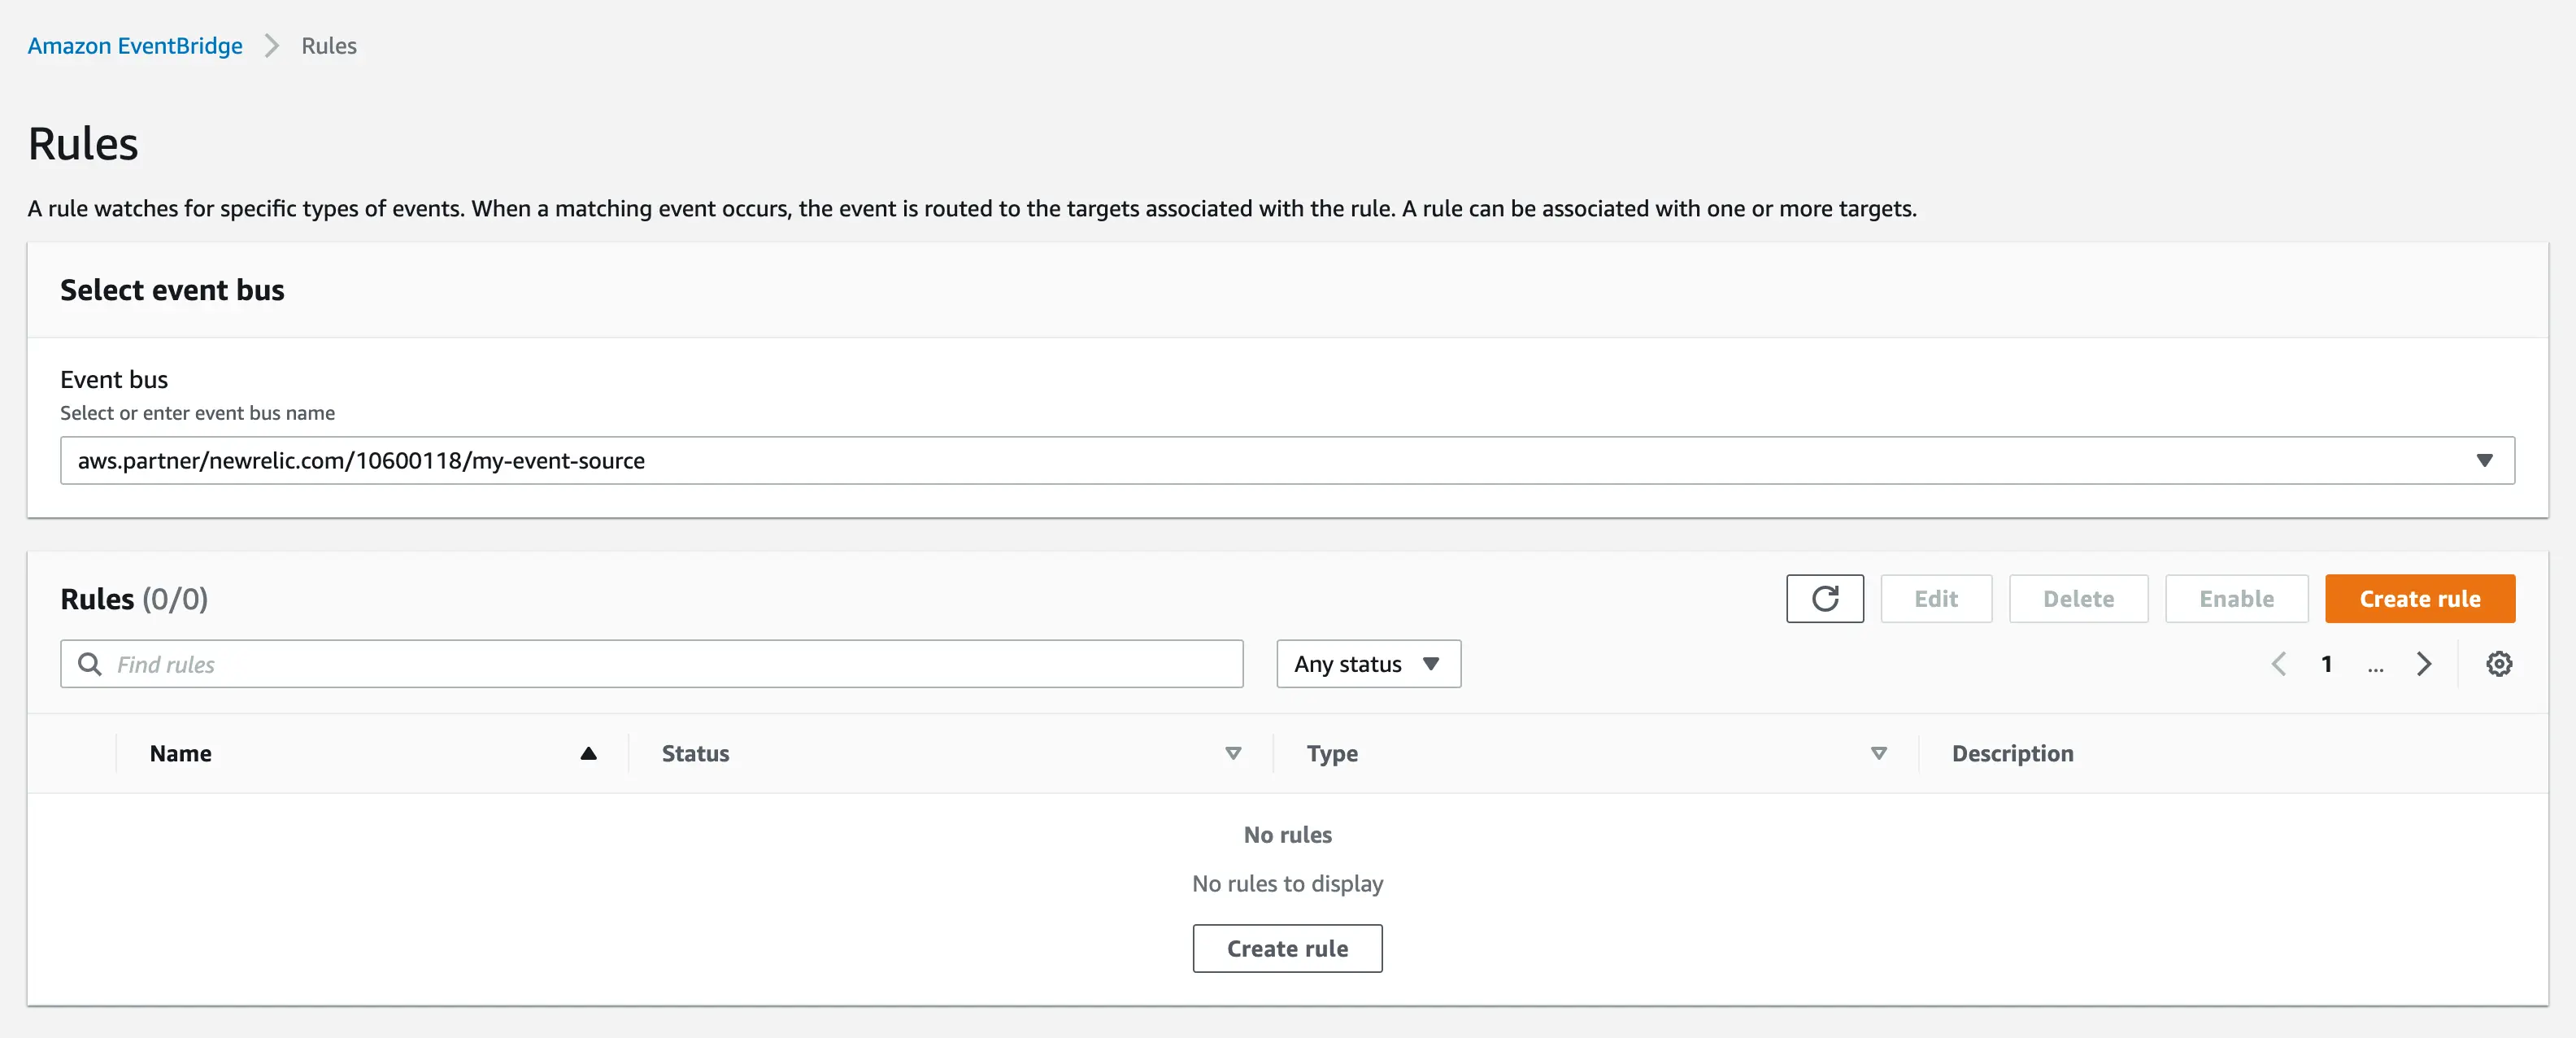 Amazon EventBridge Rules
Rules
A rule watches for specific types of events. When a matching event occurs, the event is routed to the targets associated with the rule. A rule can be associated with one or more targets.
Select event bus
Event bus
Select or enter event bus name
aws.partner/newrelic.com/10600118/my-event-source
Rules (0/0) Edit Delete Enable Create rule
Find rules Any status 1 ...
Name Status Type Description
No rules
No rules to display
Create rule